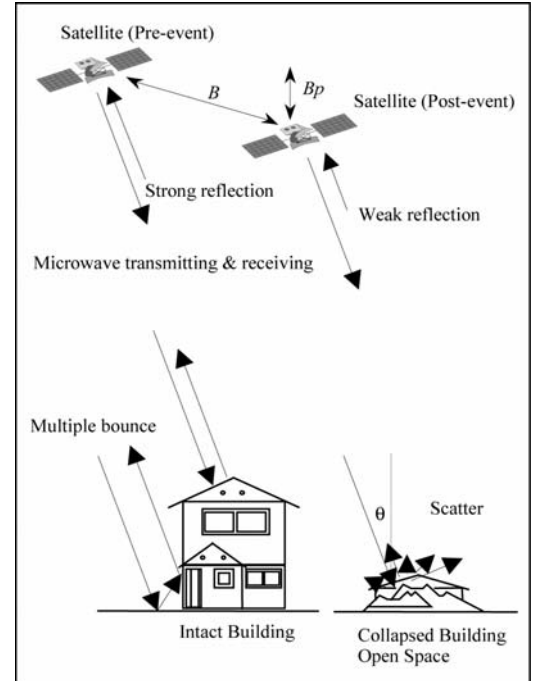 Satellite (Pre-event)
B
Bp
Satellite (Post-event)
Strong reflection
Weak reflection
Microwave transmitting & receiving
Multiple bounce
θ
Scatter
Intact Building
Collapsed Building
Open Space